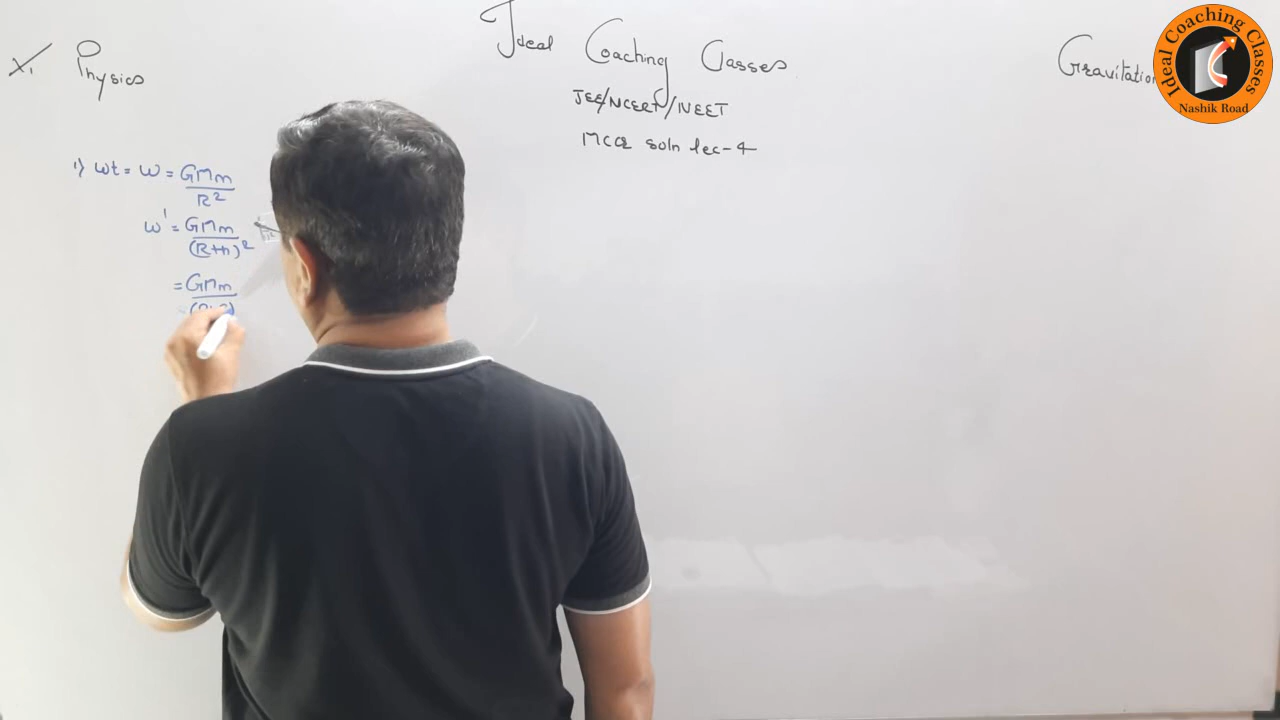 XI Physics
Ideal Coaching Classes
JEE/NCERT/NEET
MCQ soln lec-4
Gravitation
Ideal Coaching Classes
Nashik Road
1) wt = W = GMm
R²
W' = GMm
(R+h)²
= GMm